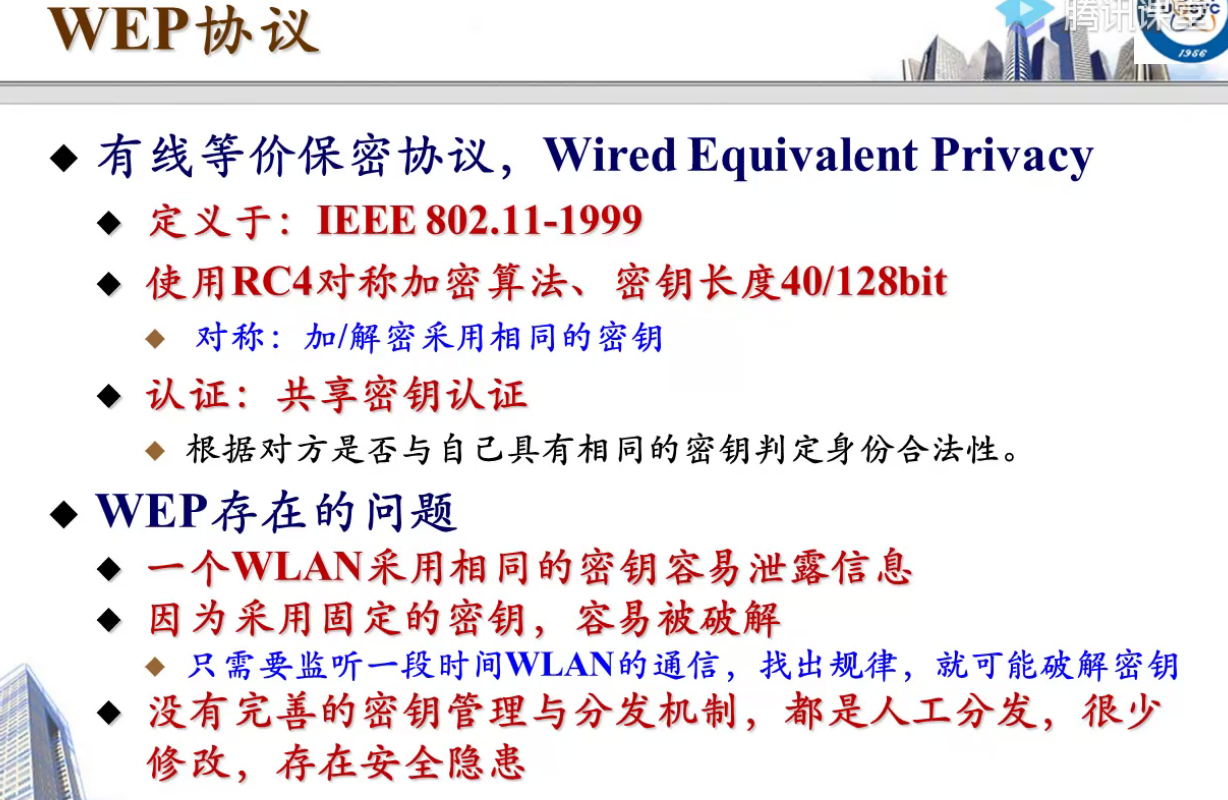 WEP协议
腾讯课堂
1956
有线等价保密协议，Wired Equivalent Privacy
定义于：IEEE 802.11-1999
使用RC4对称加密算法、密钥长度40/128bit
对称：加/解密采用相同的密钥
认证：共享密钥认证
根据对方是否与自己具有相同的密钥判定身份合法性。
WEP存在的问题
一个WLAN采用相同的密钥容易泄露信息
因为采用固定的密钥，容易被破解
只需要监听一段时间WLAN的通信，找出规律，就可能破解密钥
没有完善的密钥管理与分发机制，都是人工分发，很少
修改，存在安全隐患